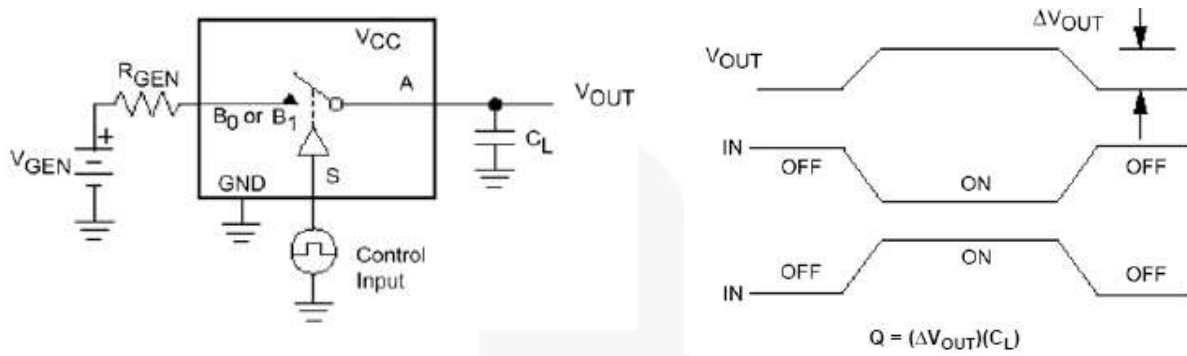 VCC
RGEN
A
VOUT
B0 or B1
CL
VGEN
+
GND
S
Control
Input
ΔVOUT
VOUT
IN
OFF
ON
OFF
IN
OFF
ON
OFF
Q = (ΔVOUT)(CL)